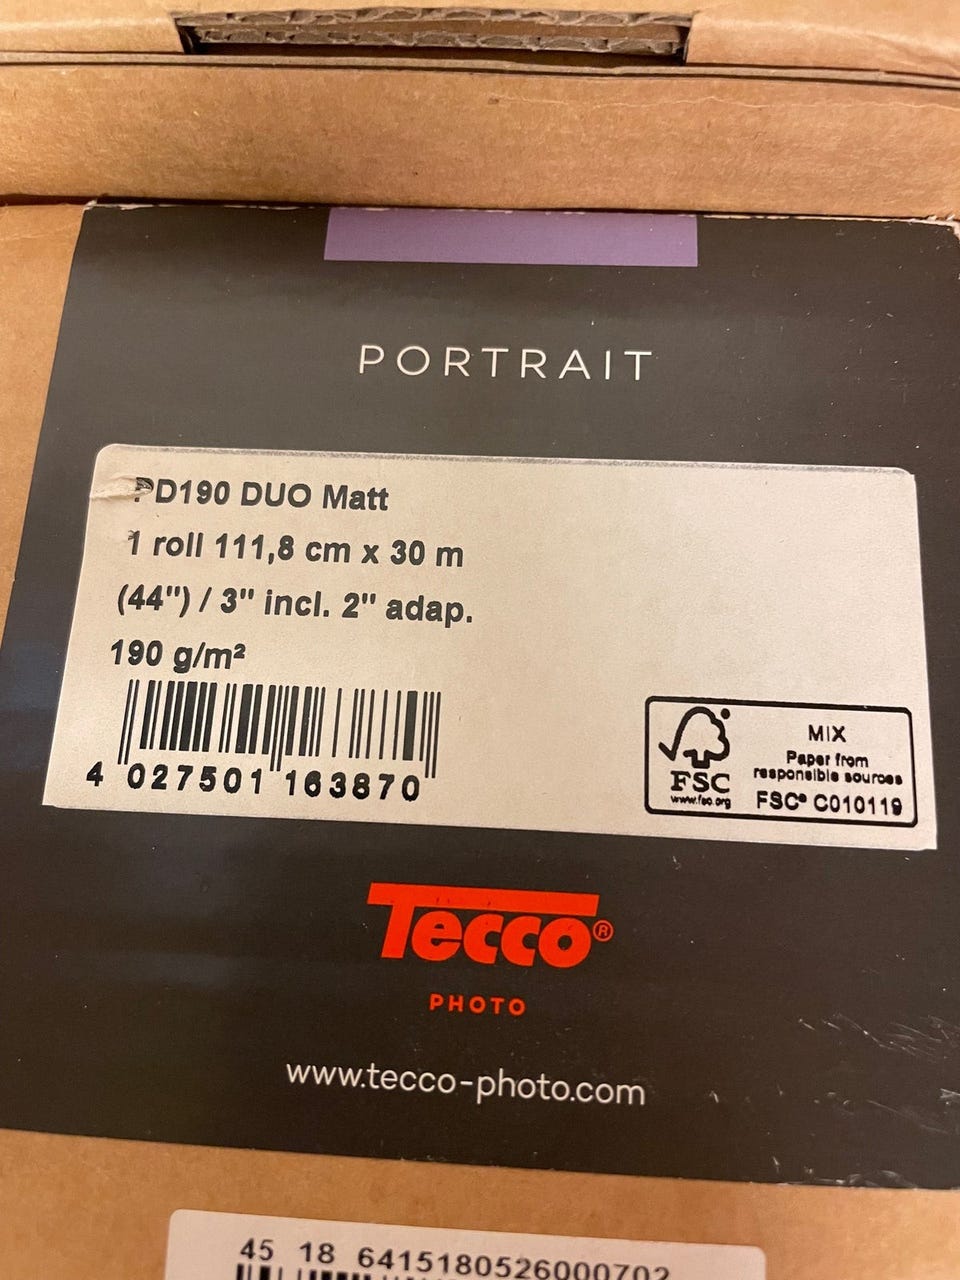 PORTRAIT
PD190 DUO Matt
1 roll 111,8 cm x 30 m
(44") / 3" incl. 2" adap.
190 g/m²
4 027501 163870
FSC
www.fsc.org
MIX
Paper from
responsible sources
FSC® C010119
Tecco®
PHOTO
www.tecco-photo.com
45 18 6415180526000702